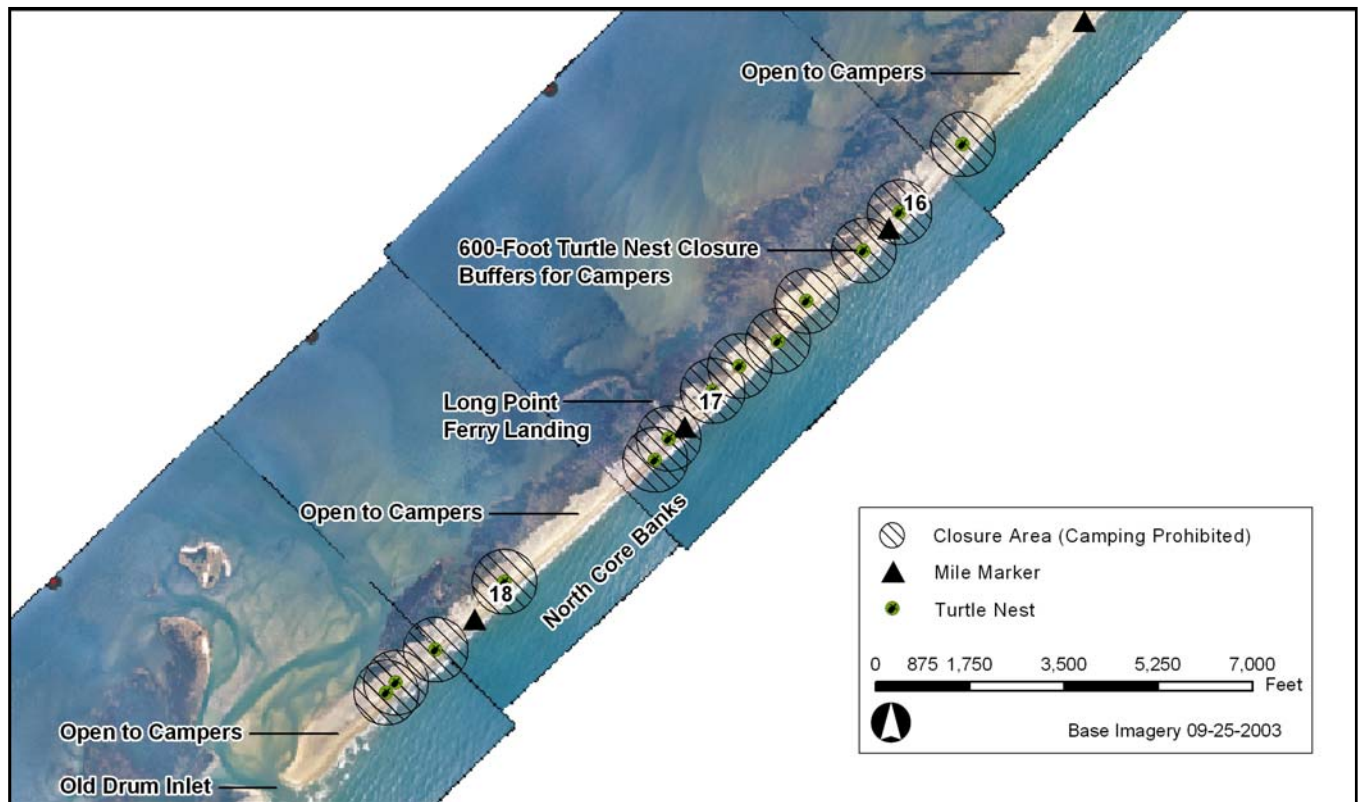 Open to Campers
16
600-Foot Turtle Nest Closure
Buffers for Campers
Long Point
Ferry Landing
17
Open to Campers
North Core Banks
18
Open to Campers
Old Drum Inlet
Closure Area (Camping Prohibited)
Mile Marker
Turtle Nest
0 875 1,750 3,500 5,250 7,000
Feet
Base Imagery 09-25-2003